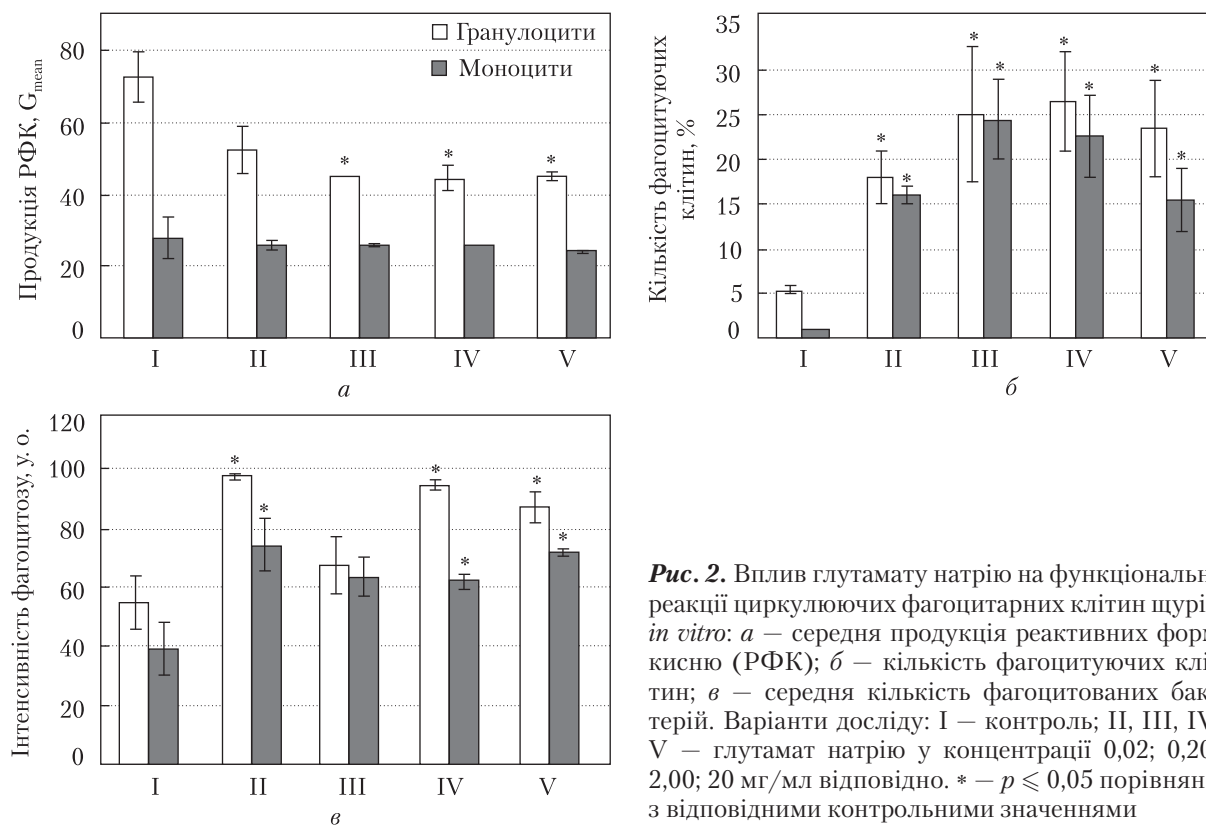 Продукція РФК, G_mean
80
60
40
20
0
Гранулоцити
Моноцити
*
*
*
I
II
III
IV
V
а
Кількість фагоцитуючих
клітин, %
35
30
25
20
15
10
5
0
*
*
*
*
*
*
*
*
I
II
III
IV
V
б
Інтенсивність фагоцитозу, у. о.
120
100
80
60
40
20
0
*
*
*
*
*
*
I
II
III
IV
V
в
Рис. 2. Вплив глутамату натрію на функціональн
реакції циркулюючих фагоцитарних клітин щурі
in vitro: а — середня продукція реактивних форм
кисню (РФК); б — кількість фагоцитуючих клі-
тин; в — середня кількість фагоцитованих бак-
терій. Варіанти досліду: I — контроль; II, III, IV
V — глутамат натрію у концентрації 0,02; 0,20
2,00; 20 мг/мл відповідно. * — p ⩽ 0,05 порівнян
з відповідними контрольними значеннями